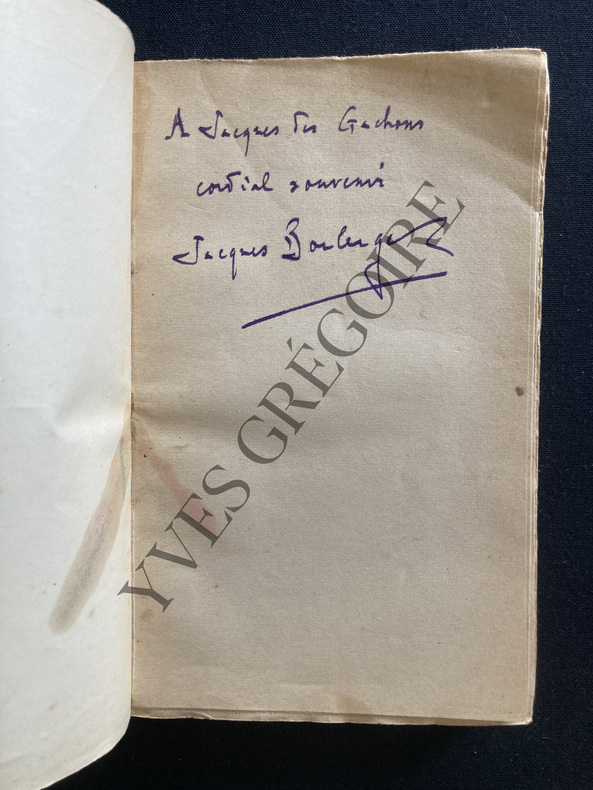 A Jacques des Gachons
cordial souvenir
Jacques Boulenger
YVES GRÉGOIRE